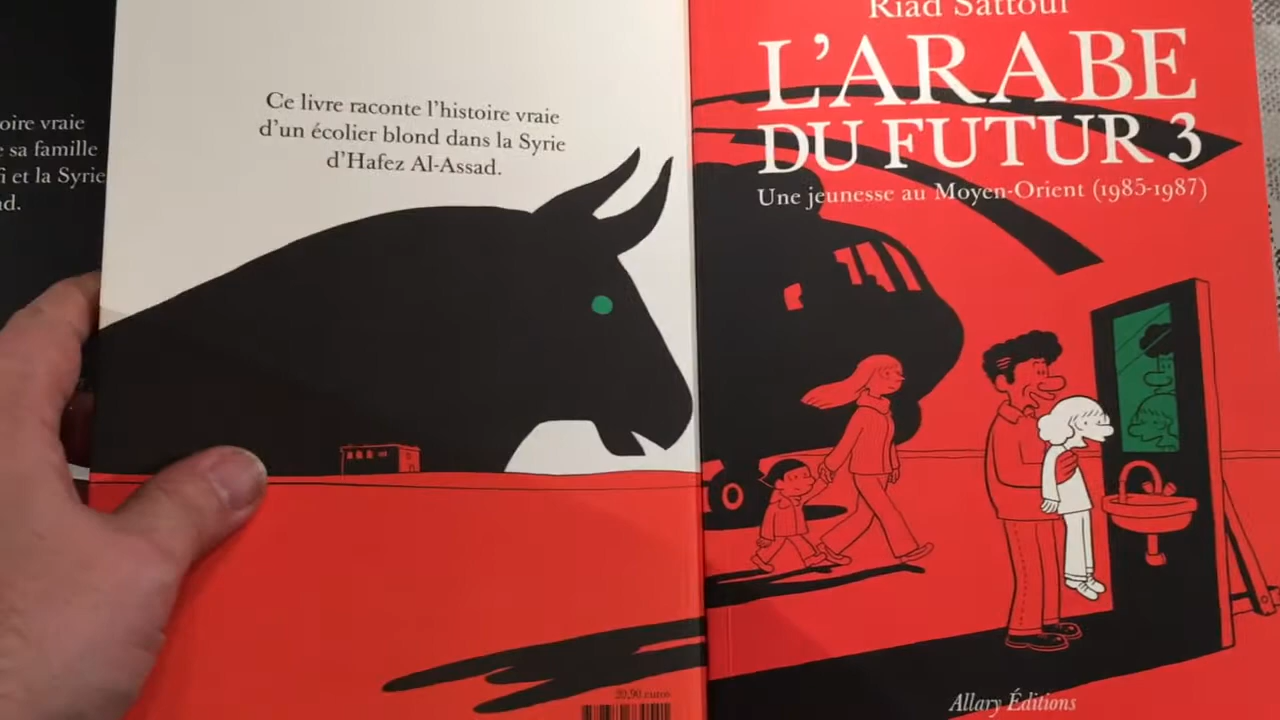 oire vraie
sa famille
i et la Syrie
d.
Ce livre raconte l'histoire vraie
d'un écolier blond dans la Syrie
d'Hafez Al-Assad.
20,90 euros
Riad Sattouf
L'ARABE
DU FUTUR 3
Une jeunesse au Moyen-Orient (1985-1987)
Allary Éditions